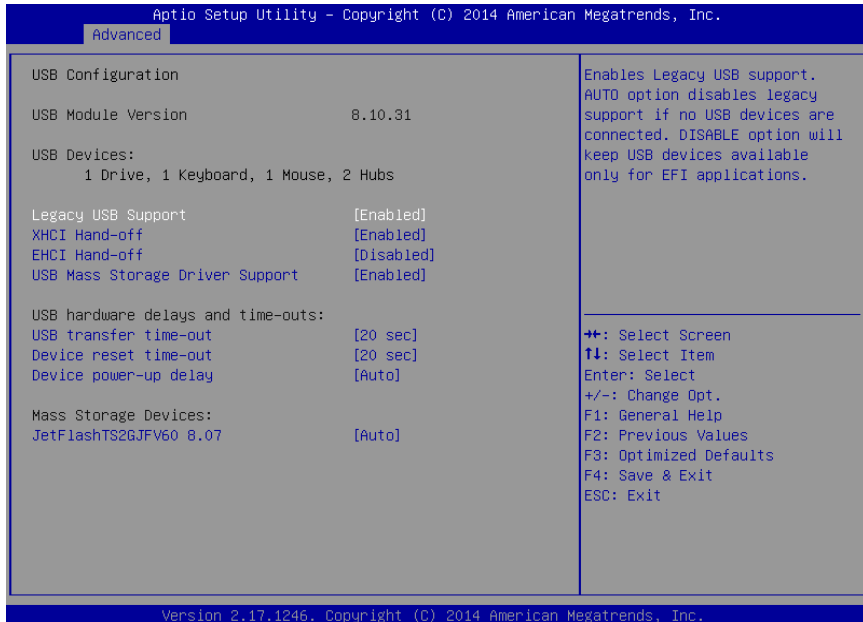 Aptio Setup Utility – Copyright (C) 2014 American Megatrends, Inc.
Advanced
USB Configuration
USB Module Version 8.10.31
USB Devices:
1 Drive, 1 Keyboard, 1 Mouse, 2 Hubs
Legacy USB Support [Enabled]
XHCI Hand-off [Enabled]
EHCI Hand-off [Disabled]
USB Mass Storage Driver Support [Enabled]
USB hardware delays and time-outs:
USB transfer time-out [20 sec]
Device reset time-out [20 sec]
Device power-up delay [Auto]
Mass Storage Devices:
JetFlashTS2GJFV60 8.07 [Auto]
Enables Legacy USB support.
AUTO option disables legacy
support if no USB devices are
connected. DISABLE option will
keep USB devices available
only for EFI applications.
→←: Select Screen
↑↓: Select Item
Enter: Select
+/-: Change Opt.
F1: General Help
F2: Previous Values
F3: Optimized Defaults
F4: Save & Exit
ESC: Exit
Version 2.17.1246. Copyright (C) 2014 American Megatrends, Inc.